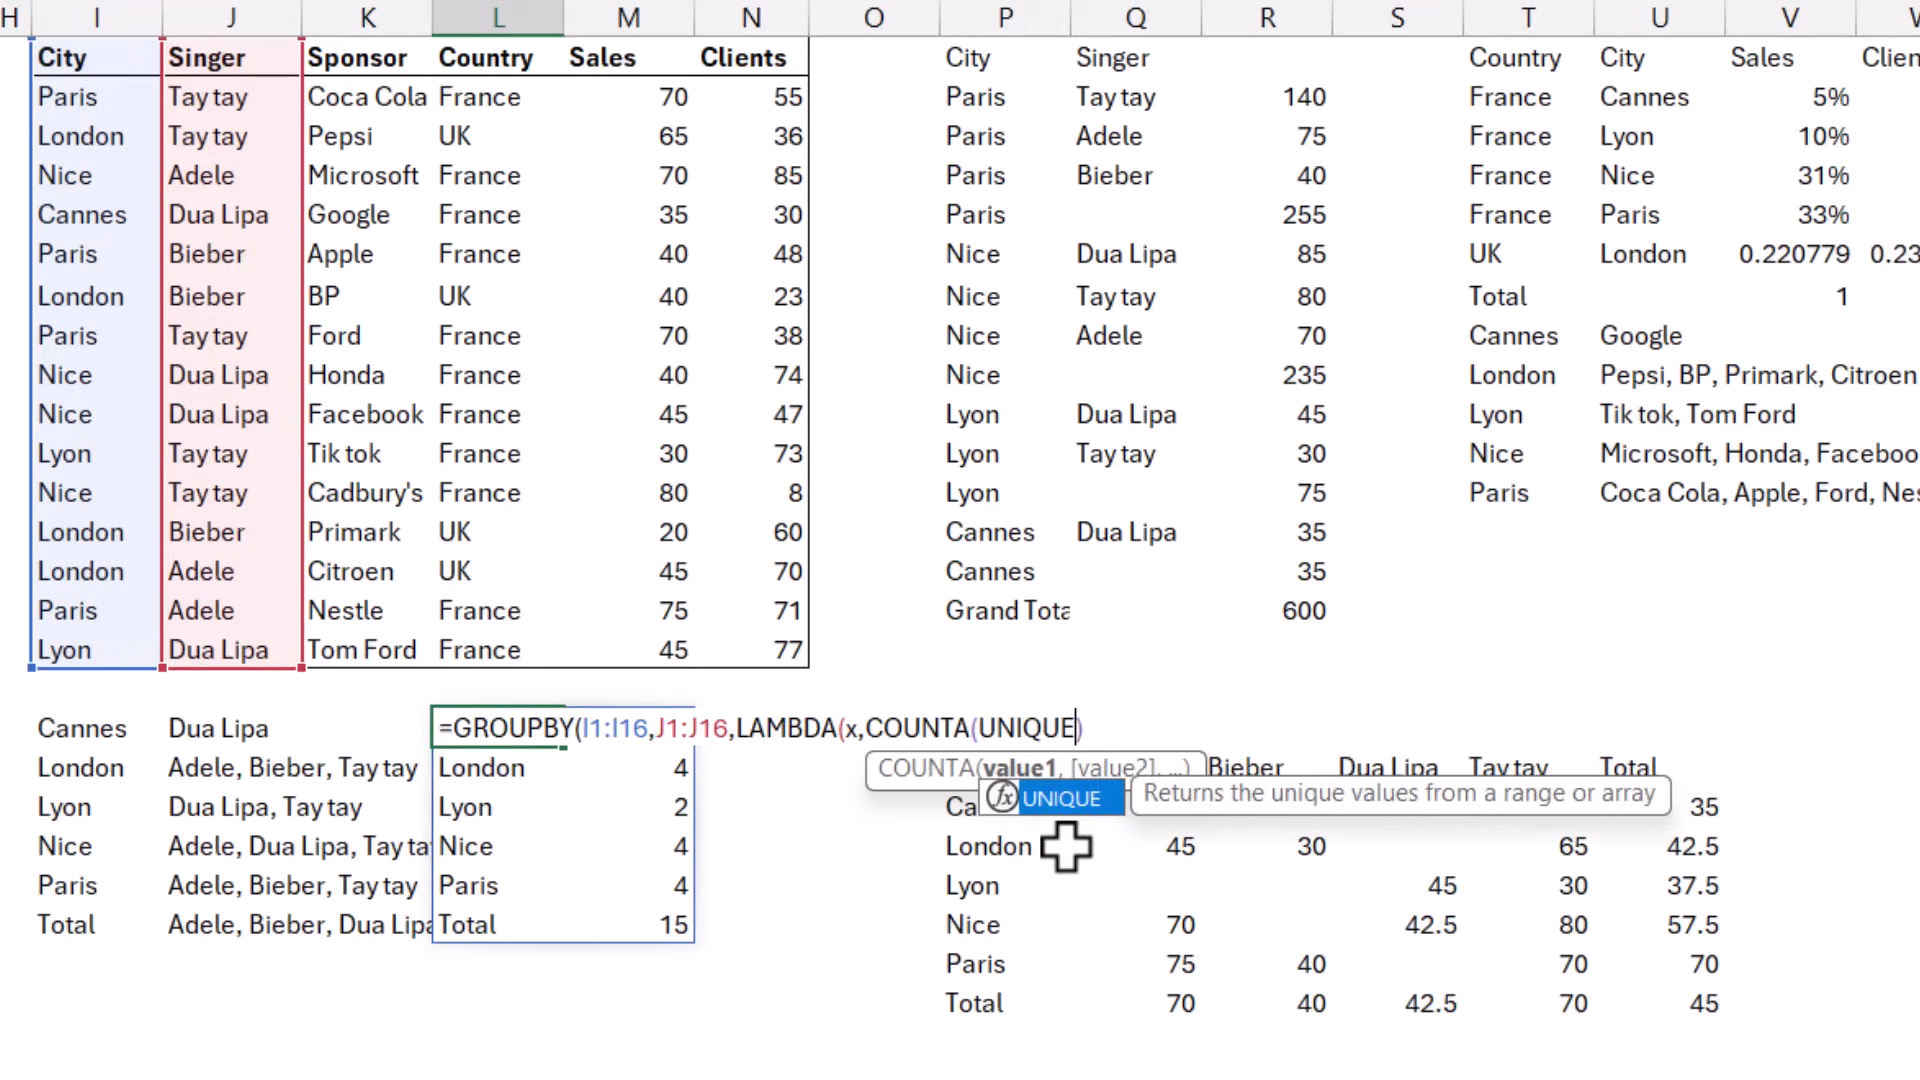 H I J K L M N O P Q R S T U V
City Singer Sponsor Country Sales Clients City Singer Country City Sales Clien
Paris Tay tay Coca Cola France 70 55 Paris Tay tay 140 France Cannes 5%
London Tay tay Pepsi UK 65 36 Paris Adele 75 France Lyon 10%
Nice Adele Microsoft France 70 85 Paris Bieber 40 France Nice 31%
Cannes Dua Lipa Google France 35 30 Paris 255 France Paris 33%
Paris Bieber Apple France 40 48 Nice Dua Lipa 85 UK London 0.220779 0.23
London Bieber BP UK 40 23 Nice Tay tay 80 Total 1
Paris Tay tay Ford France 70 38 Nice Adele 70 Cannes Google
Nice Dua Lipa Honda France 40 74 Nice 235 London Pepsi, BP, Primark, Citroen
Nice Dua Lipa Facebook France 45 47 Lyon Dua Lipa 45 Lyon Tik tok, Tom Ford
Lyon Tay tay Tik tok France 30 73 Lyon Tay tay 30 Nice Microsoft, Honda, Faceboo
Nice Tay tay Cadbury's France 80 8 Lyon 75 Paris Coca Cola, Apple, Ford, Nes
London Bieber Primark UK 20 60 Cannes Dua Lipa 35
London Adele Citroen UK 45 70 Cannes 35
Paris Adele Nestle France 75 71 Grand Tota 600
Lyon Dua Lipa Tom Ford France 45 77
Cannes Dua Lipa =GROUPBY(I1:I16,J1:J16,LAMBDA(x,COUNTA(UNIQUE)
London Adele, Bieber, Tay tay London 4 COUNTA(value1, [value2], ...) Bieber Dua Lipa Tay tay Total
UNIQUE Returns the unique values from a range or array
Lyon Dua Lipa, Tay tay Lyon 2 Ca 35
Nice Adele, Dua Lipa, Tay ta Nice 4 London 45 30 65 42.5
Paris Adele, Bieber, Tay tay Paris 4 Lyon 45 30 37.5
Total Adele, Bieber, Dua Lipa Total 15 Nice 70 42.5 80 57.5
Paris 75 40 70 70
Total 70 40 42.5 70 45